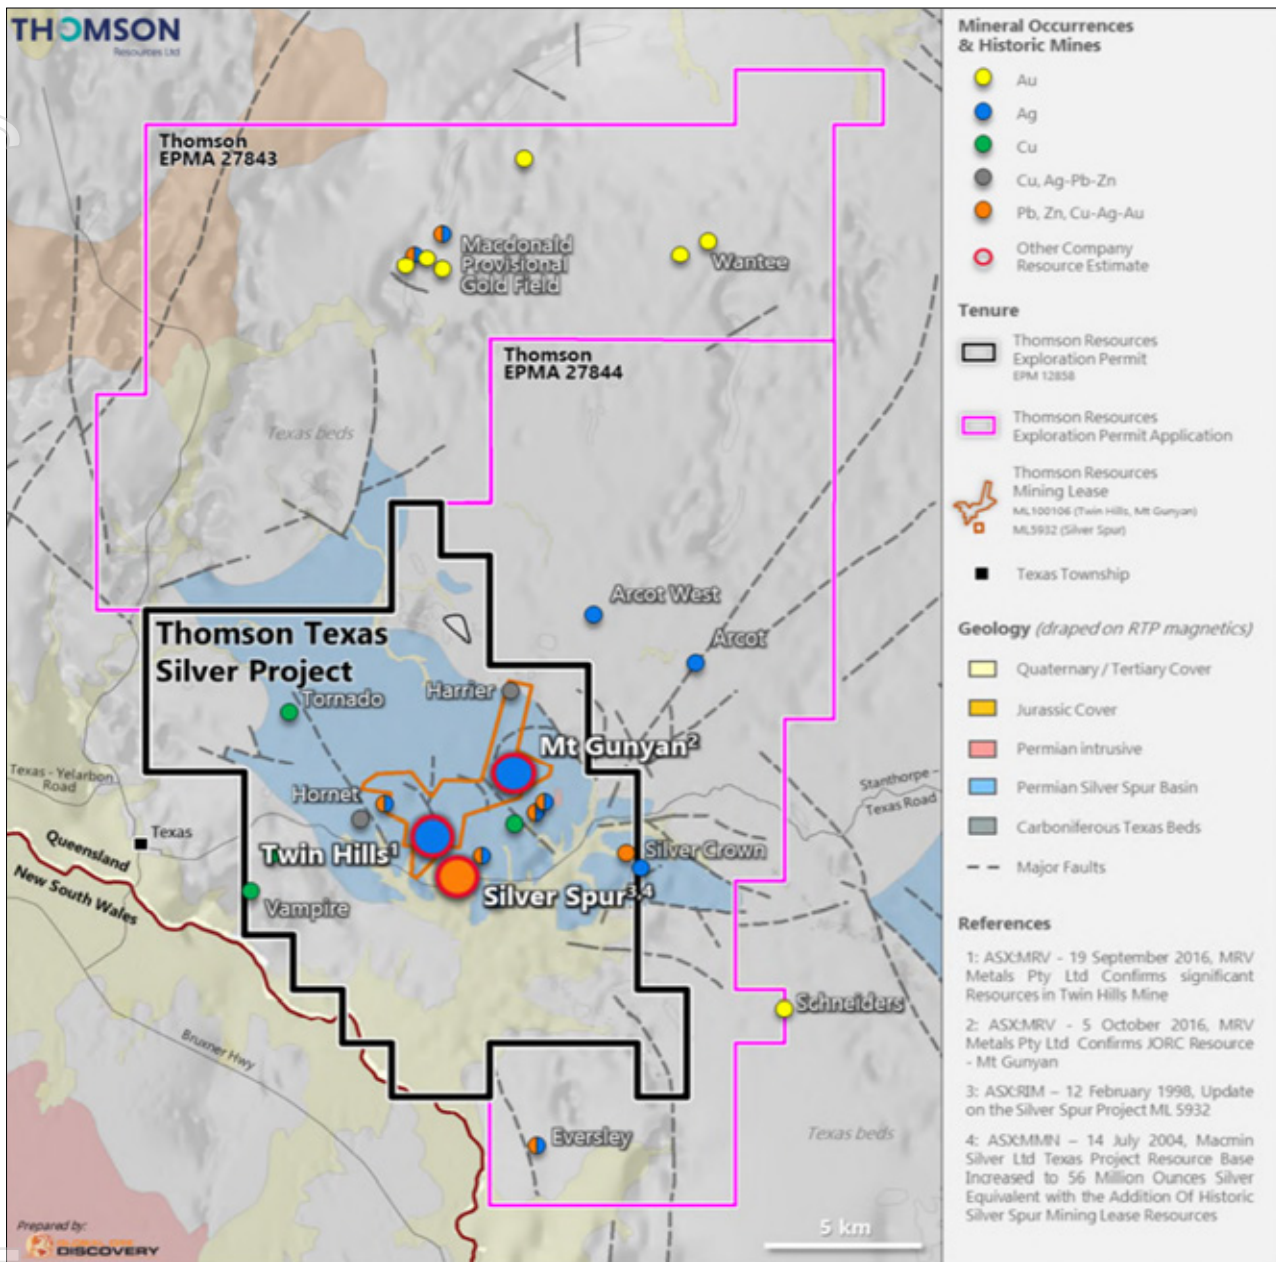 THOMSON
Resources Ltd
Thomson
EPMA 27843
Macdonald
Provisional
Gold Field
Wantee
Thomson
EPMA 27844
Texas beds
Arcot West
Arcot
Thomson Texas
Silver Project
Tornado
Harrier
Mt Gunyan²
Hornet
Texas - Yelarbon
Road
Stanthorpe -
Texas Road
Texas
Queensland
New South Wales
Twin Hills¹
Silver Crown
Silver Spur³,⁴
Vampire
Schneiders
Bruxner Hwy
Eversley
Texas beds
5 km
Prepared by:
GLOBAL ORE
DISCOVERY
Mineral Occurrences
& Historic Mines
Au
Ag
Cu
Cu, Ag-Pb-Zn
Pb, Zn, Cu-Ag-Au
Other Company
Resource Estimate
Tenure
Thomson Resources
Exploration Permit
EPM 12858
Thomson Resources
Exploration Permit Application
Thomson Resources
Mining Lease
ML100106 (Twin Hills, Mt Gunyan)
ML5932 (Silver Spur)
Texas Township
Geology (draped on RTP magnetics)
Quaternary / Tertiary Cover
Jurassic Cover
Permian intrusive
Permian Silver Spur Basin
Carboniferous Texas Beds
Major Faults
References
1: ASX:MRV - 19 September 2016, MRV
Metals Pty Ltd Confirms significant
Resources in Twin Hills Mine
2: ASX:MRV - 5 October 2016, MRV
Metals Pty Ltd Confirms JORC Resource
- Mt Gunyan
3: ASX:RIM – 12 February 1998, Update
on the Silver Spur Project ML 5932
4: ASX:MMN – 14 July 2004, Macmin
Silver Ltd Texas Project Resource Base
Increased to 56 Million Ounces Silver
Equivalent with the Addition Of Historic
Silver Spur Mining Lease Resources